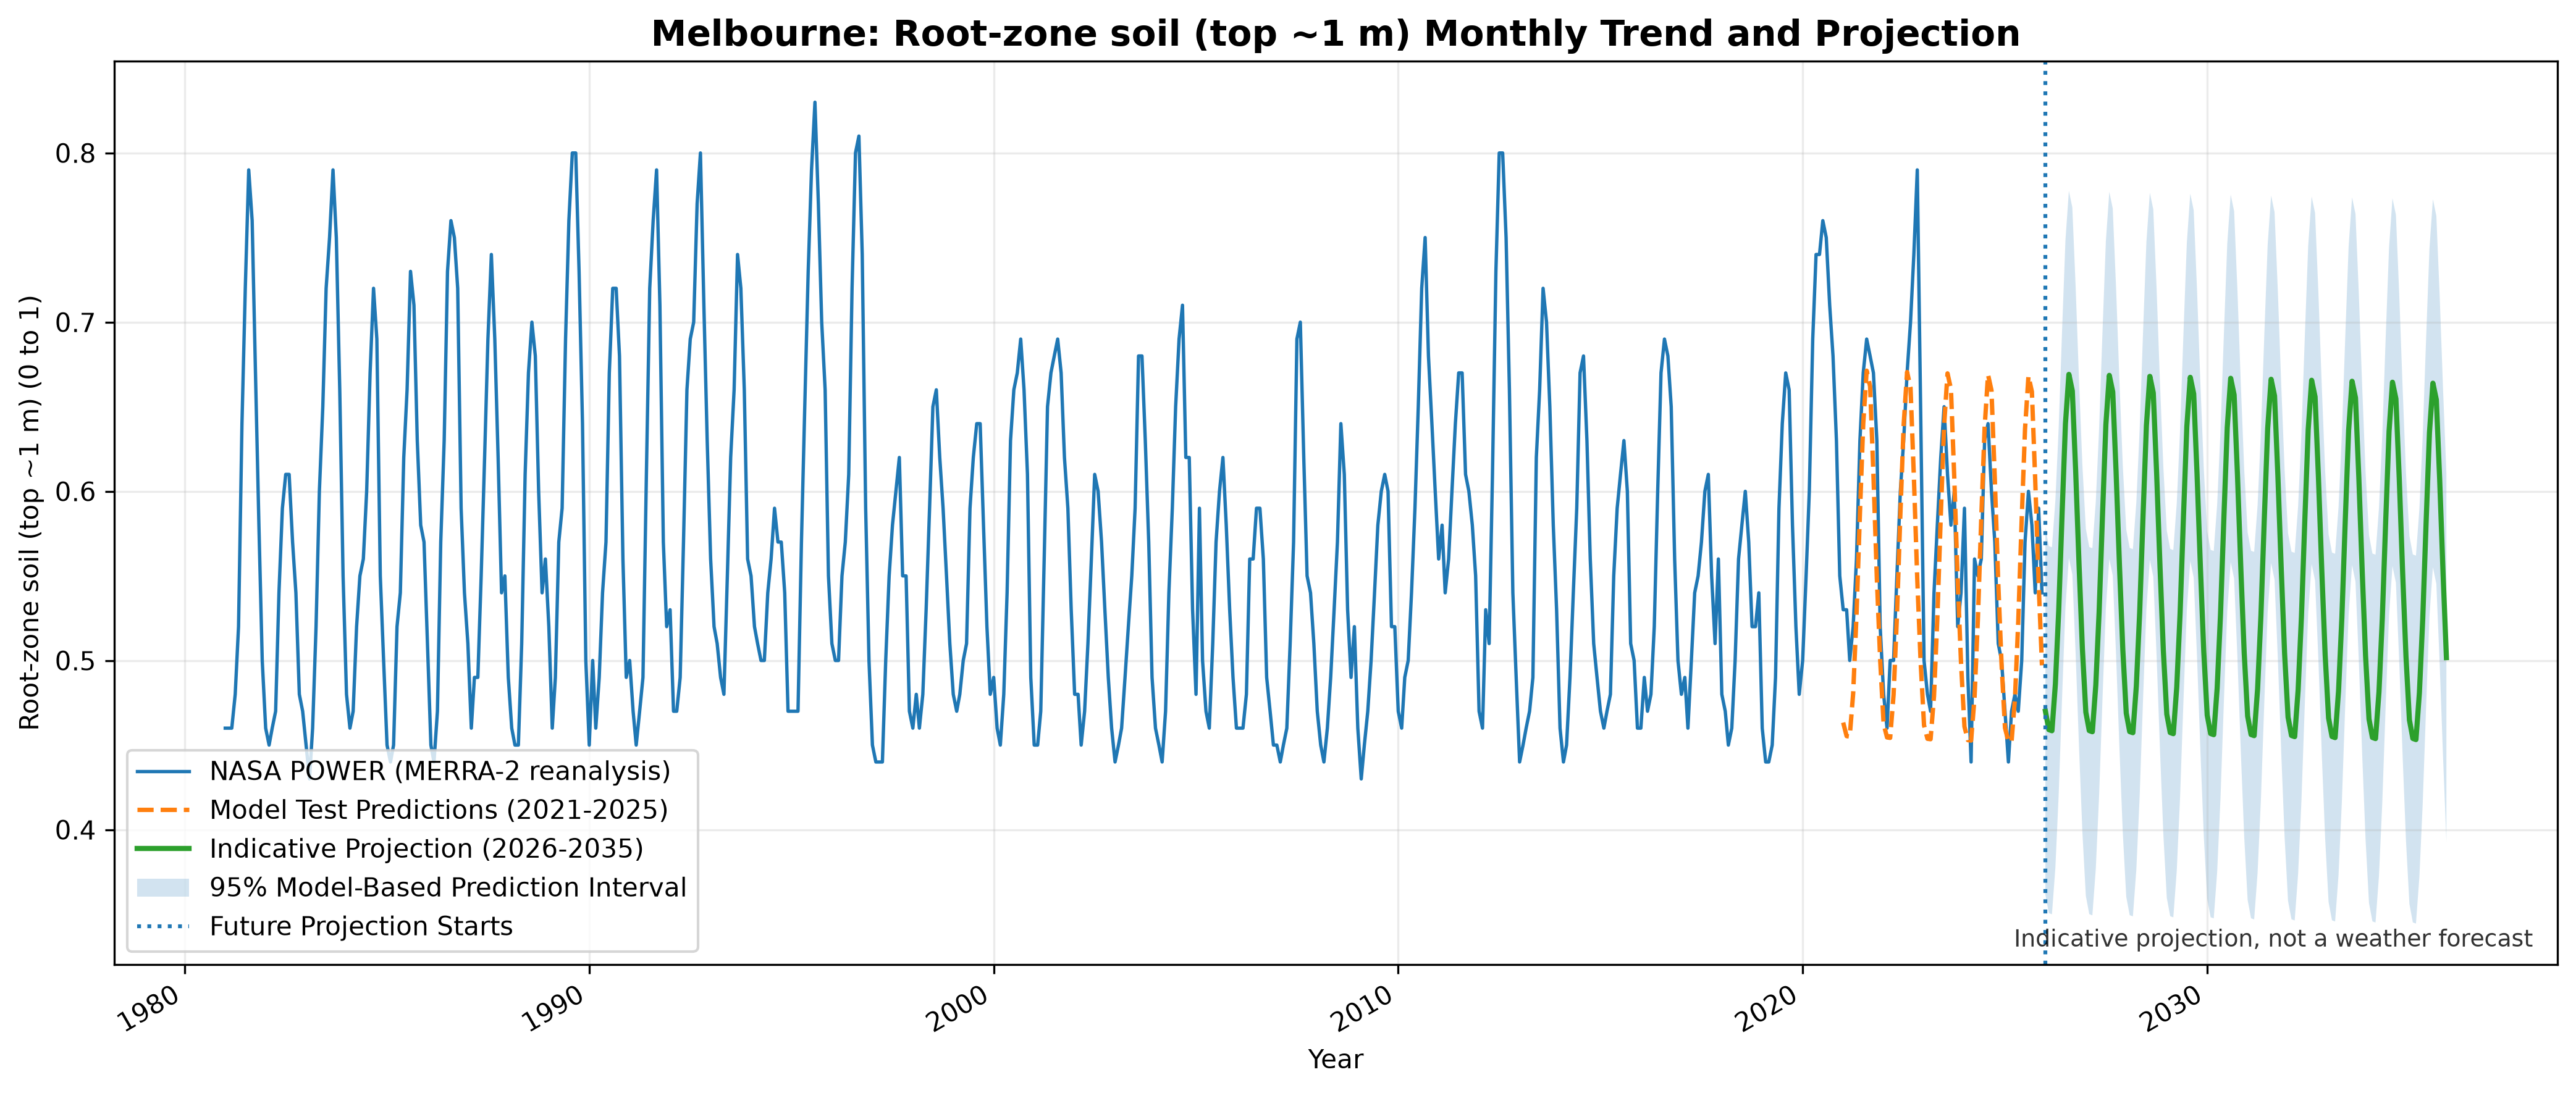 Melbourne: Root-zone soil (top ~1 m) Monthly Trend and Projection
Root-zone soil (top ~1 m) (0 to 1)
0.8
0.7
0.6
0.5
0.4
NASA POWER (MERRA-2 reanalysis)
Model Test Predictions (2021-2025)
Indicative Projection (2026-2035)
95% Model-Based Prediction Interval
Future Projection Starts
Indicative projection, not a weather forecast
1980
1990
2000
2010
2020
2030
Year